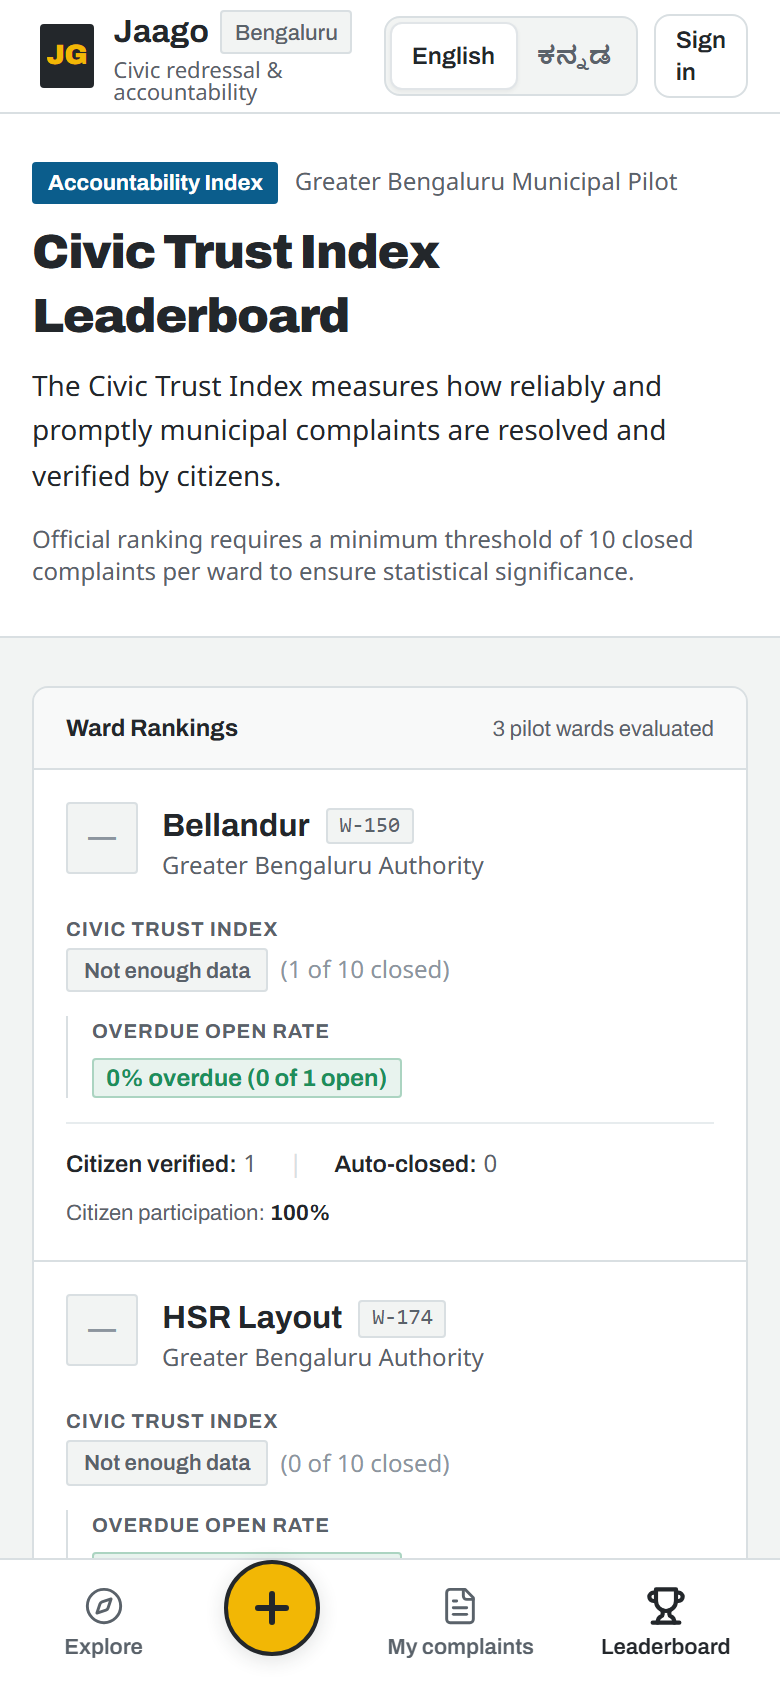 JG
Jaago
Bengaluru
Civic redressal &
accountability
English
ಕನ್ನಡ
Sign
in
Accountability Index
Greater Bengaluru Municipal Pilot
Civic Trust Index
Leaderboard
The Civic Trust Index measures how reliably and
promptly municipal complaints are resolved and
verified by citizens.
Official ranking requires a minimum threshold of 10 closed
complaints per ward to ensure statistical significance.
Ward Rankings
3 pilot wards evaluated
—
Bellandur
W-150
Greater Bengaluru Authority
CIVIC TRUST INDEX
Not enough data
(1 of 10 closed)
OVERDUE OPEN RATE
0% overdue (0 of 1 open)
Citizen verified: 1
Auto-closed: 0
Citizen participation: 100%
—
HSR Layout
W-174
Greater Bengaluru Authority
CIVIC TRUST INDEX
Not enough data
(0 of 10 closed)
OVERDUE OPEN RATE
Explore
My complaints
Leaderboard